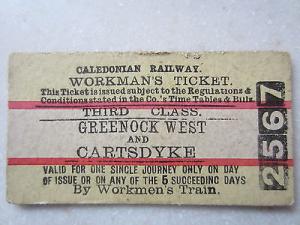 CALEDONIAN RAILWAY.
WORKMAN'S TICKET.
This Ticket is issued subject to the Regulations &
Conditions stated in the Co.'s Time Tables & Bills.
THIRD CLASS.
GREENOCK WEST
AND
CARTSDYKE
VALID FOR ONE SINGLE JOURNEY ONLY ON DAY
OF ISSUE OR ON ANY OF THE 5 SUCCEEDING DAYS
By Workmen's Train.
2567